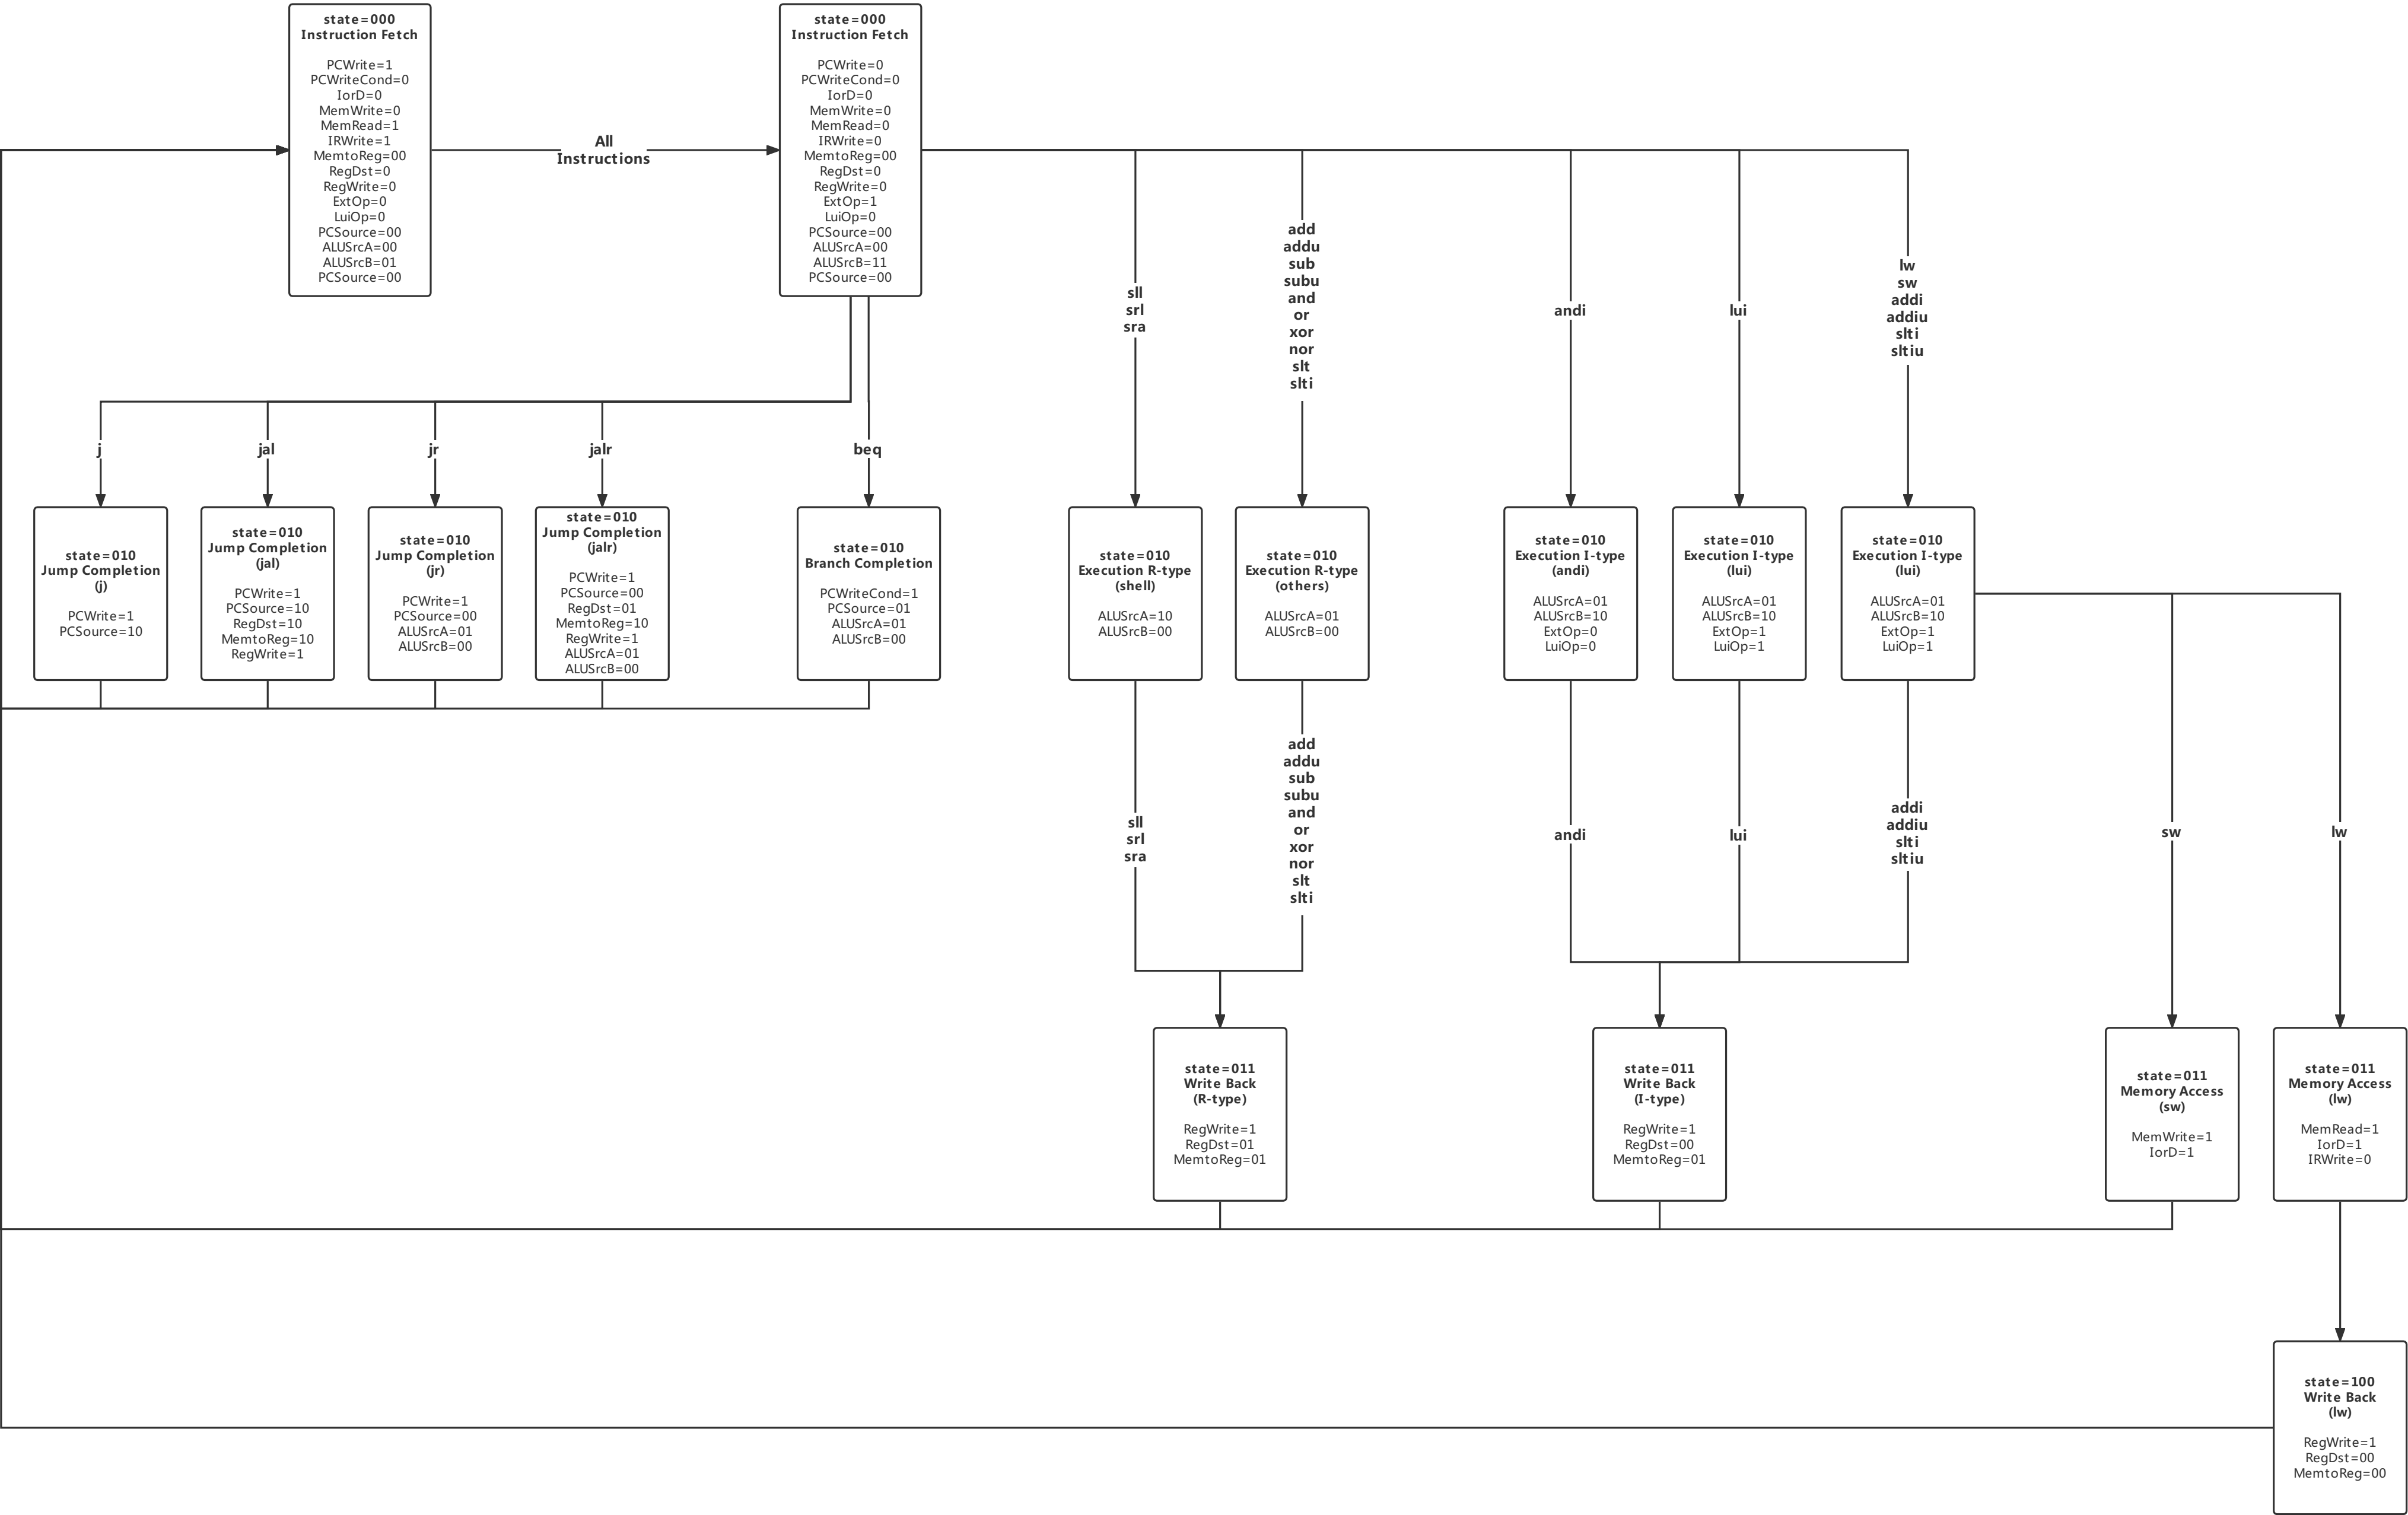 state=000
Instruction Fetch
PCWrite=1
PCWriteCond=0
IorD=0
MemWrite=0
MemRead=1
IRWrite=1
MemtoReg=00
RegDst=0
RegWrite=0
ExtOp=0
LuiOp=0
PCSource=00
ALUSrcA=00
ALUSrcB=01
PCSource=00
All
Instructions
state=000
Instruction Fetch
PCWrite=0
PCWriteCond=0
IorD=0
MemWrite=0
MemRead=0
IRWrite=0
MemtoReg=00
RegDst=0
RegWrite=0
ExtOp=1
LuiOp=0
PCSource=00
ALUSrcA=00
ALUSrcB=11
PCSource=00
sll
srl
sra
add
addu
sub
subu
and
or
xor
nor
slt
slti
andi
lui
lw
sw
addi
addiu
slti
sltiu
j
jal
jr
jalr
beq
state=010
Jump Completion
(j)
PCWrite=1
PCSource=10
state=010
Jump Completion
(jal)
PCWrite=1
PCSource=10
RegDst=10
MemtoReg=10
RegWrite=1
state=010
Jump Completion
(jr)
PCWrite=1
PCSource=00
ALUSrcA=01
ALUSrcB=00
state=010
Jump Completion
(jalr)
PCWrite=1
PCSource=00
RegDst=01
MemtoReg=10
RegWrite=1
ALUSrcA=01
ALUSrcB=00
state=010
Branch Completion
PCWriteCond=1
PCSource=01
ALUSrcA=01
ALUSrcB=00
state=010
Execution R-type
(shell)
ALUSrcA=10
ALUSrcB=00
state=010
Execution R-type
(others)
ALUSrcA=01
ALUSrcB=00
state=010
Execution I-type
(andi)
ALUSrcA=01
ALUSrcB=10
ExtOp=0
LuiOp=0
state=010
Execution I-type
(lui)
ALUSrcA=01
ALUSrcB=10
ExtOp=1
LuiOp=1
state=010
Execution I-type
(lui)
ALUSrcA=01
ALUSrcB=10
ExtOp=1
LuiOp=1
sll
srl
sra
add
addu
sub
subu
and
or
xor
nor
slt
slti
andi
lui
addi
addiu
slti
sltiu
sw
lw
state=011
Write Back
(R-type)
RegWrite=1
RegDst=01
MemtoReg=01
state=011
Write Back
(I-type)
RegWrite=1
RegDst=00
MemtoReg=01
state=011
Memory Access
(sw)
MemWrite=1
IorD=1
state=011
Memory Access
(lw)
MemRead=1
IorD=1
IRWrite=0
state=100
Write Back
(lw)
RegWrite=1
RegDst=00
MemtoReg=00